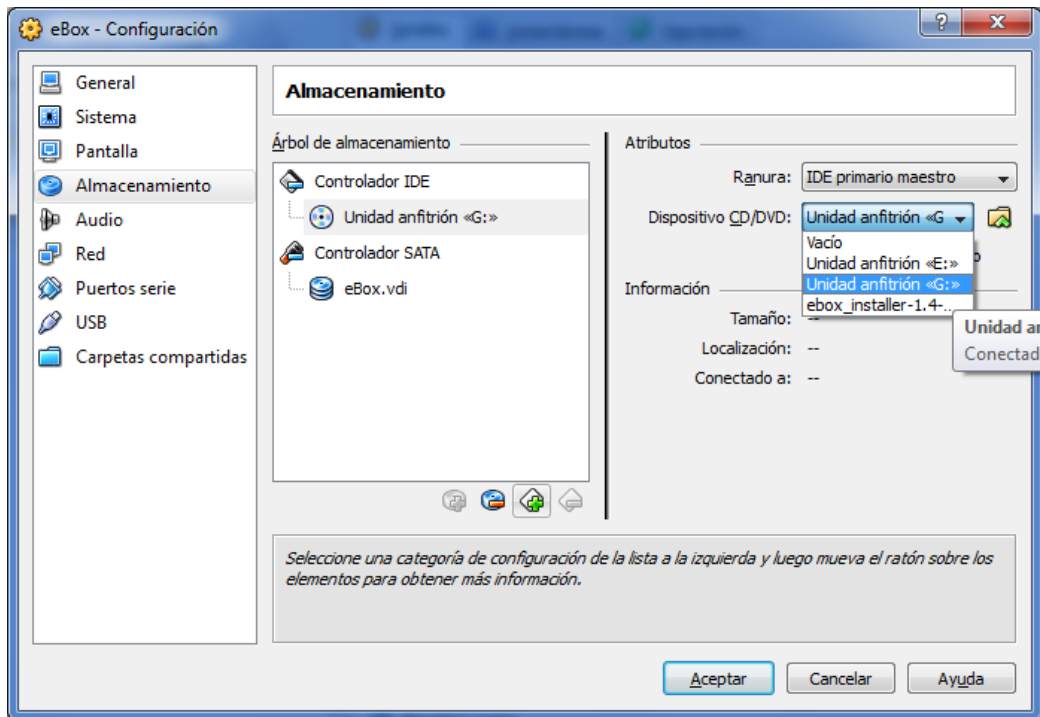 eBox - Configuración
General
Sistema
Pantalla
Almacenamiento
Audio
Red
Puertos serie
USB
Carpetas compartidas
Almacenamiento
Árbol de almacenamiento
Controlador IDE
Unidad anfitrión «G:»
Controlador SATA
eBox.vdi
Atributos
Ranura: IDE primario maestro
Dispositivo CD/DVD: Unidad anfitrión «G
Vacío
Unidad anfitrión «E:»
Unidad anfitrión «G:»
ebox_installer-1.4-..
Información
Tamaño: --
Localización: --
Conectado a: --
Unidad an
Conectad
Seleccione una categoría de configuración de la lista a la izquierda y luego mueva el ratón sobre los
elementos para obtener más información.
Aceptar
Cancelar
Ayuda